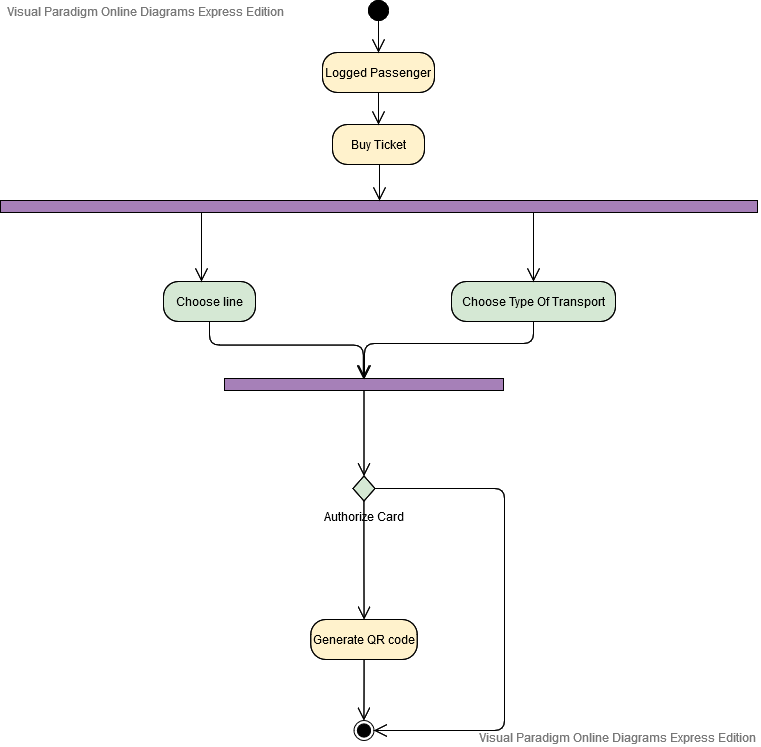 Visual Paradigm Online Diagrams Express Edition
Logged Passenger
Buy Ticket
Choose line
Choose Type Of Transport
Authorize Card
Generate QR code
Visual Paradigm Online Diagrams Express Edition